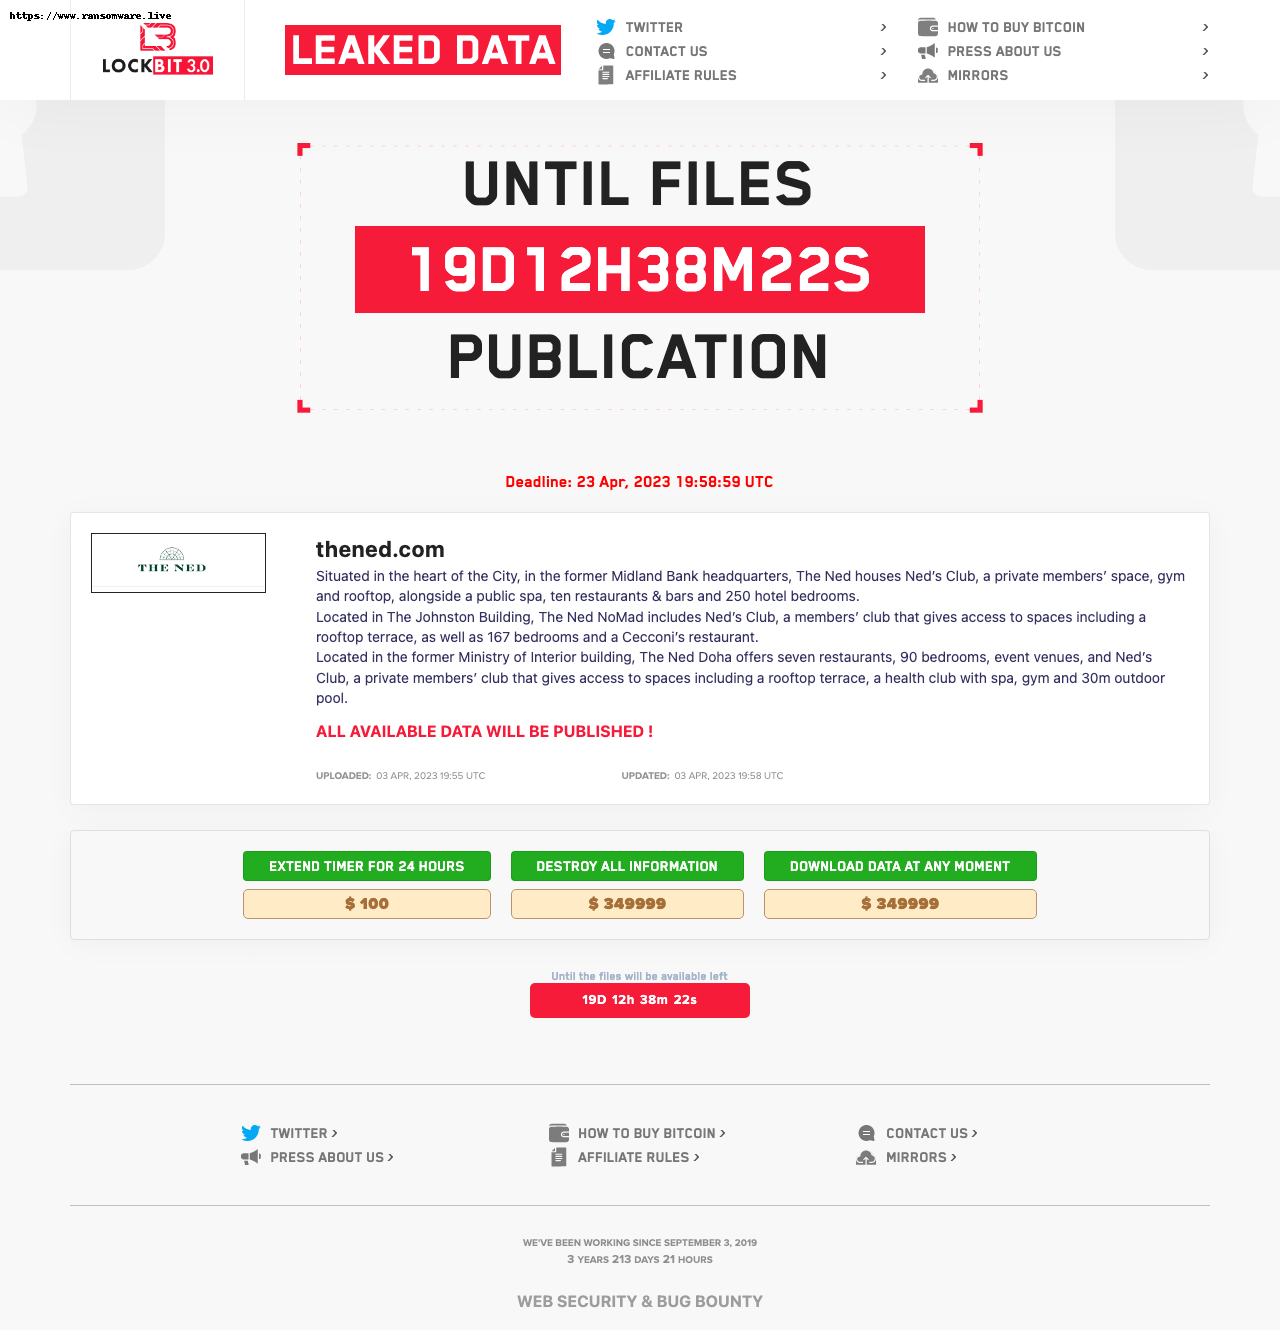 https://www.ransomware.live
LOCKBIT 3.0
LEAKED DATA
TWITTER
CONTACT US
AFFILIATE RULES
HOW TO BUY BITCOIN
PRESS ABOUT US
MIRRORS
UNTIL FILES
19D12H38M22S
PUBLICATION
Deadline: 23 Apr, 2023 19:58:59 UTC
THE NED
thened.com
Situated in the heart of the City, in the former Midland Bank headquarters, The Ned houses Ned's Club, a private members' space, gym
and rooftop, alongside a public spa, ten restaurants & bars and 250 hotel bedrooms.
Located in The Johnston Building, The Ned NoMad includes Ned's Club, a members' club that gives access to spaces including a
rooftop terrace, as well as 167 bedrooms and a Cecconi's restaurant.
Located in the former Ministry of Interior building, The Ned Doha offers seven restaurants, 90 bedrooms, event venues, and Ned's
Club, a private members' club that gives access to spaces including a rooftop terrace, a health club with spa, gym and 30m outdoor
pool.
ALL AVAILABLE DATA WILL BE PUBLISHED !
UPLOADED: 03 APR, 2023 19:55 UTC
UPDATED: 03 APR, 2023 19:58 UTC
EXTEND TIMER FOR 24 HOURS
$ 100
DESTROY ALL INFORMATION
$ 349999
DOWNLOAD DATA AT ANY MOMENT
$ 349999
Until the files will be available left
19D 12h 38m 22s
TWITTER
PRESS ABOUT US
HOW TO BUY BITCOIN
AFFILIATE RULES
CONTACT US
MIRRORS
WE'VE BEEN WORKING SINCE SEPTEMBER 3, 2019
3 YEARS 213 DAYS 21 HOURS
WEB SECURITY & BUG BOUNTY